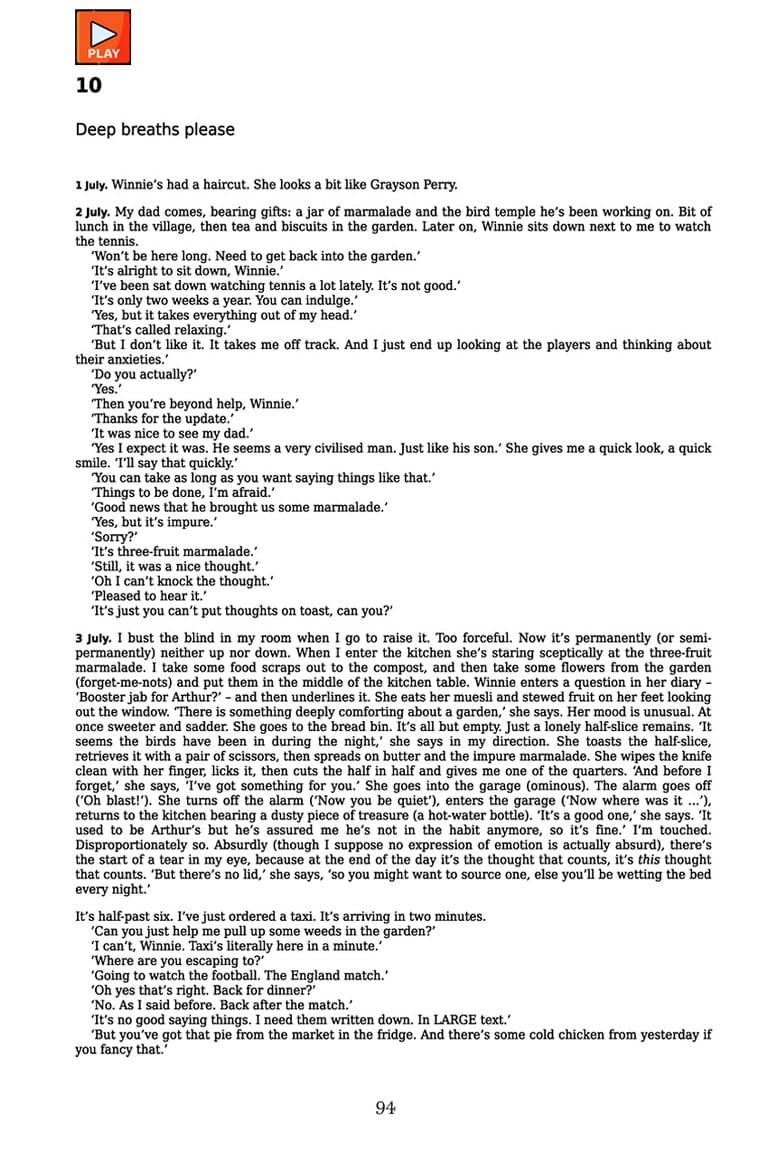 PLAY
10
Deep breaths please
1 July. Winnie’s had a haircut. She looks a bit like Grayson Perry.
2 July. My dad comes, bearing gifts: a jar of marmalade and the bird temple he’s been working on. Bit of
lunch in the village, then tea and biscuits in the garden. Later on, Winnie sits down next to me to watch
the tennis.
‘Won’t be here long. Need to get back into the garden.’
‘It’s alright to sit down, Winnie.’
‘I’ve been sat down watching tennis a lot lately. It’s not good.’
‘It’s only two weeks a year. You can indulge.’
‘Yes, but it takes everything out of my head.’
‘That’s called relaxing.’
‘But I don’t like it. It takes me off track. And I just end up looking at the players and thinking about
their anxieties.’
‘Do you actually?’
‘Yes.’
‘Then you’re beyond help, Winnie.’
‘Thanks for the update.’
‘It was nice to see my dad.’
‘Yes I expect it was. He seems a very civilised man. Just like his son.’ She gives me a quick look, a quick
smile. ‘I’ll say that quickly.’
‘You can take as long as you want saying things like that.’
‘Things to be done, I’m afraid.’
‘Good news that he brought us some marmalade.’
‘Yes, but it’s impure.’
‘Sorry?’
‘It’s three-fruit marmalade.’
‘Still, it was a nice thought.’
‘Oh I can’t knock the thought.’
‘Pleased to hear it.’
‘It’s just you can’t put thoughts on toast, can you?’
3 July. I bust the blind in my room when I go to raise it. Too forceful. Now it’s permanently (or semi-
permanently) neither up nor down. When I enter the kitchen she’s staring sceptically at the three-fruit
marmalade. I take some food scraps out to the compost, and then take some flowers from the garden
(forget-me-nots) and put them in the middle of the kitchen table. Winnie enters a question in her diary –
‘Booster jab for Arthur?’ – and then underlines it. She eats her muesli and stewed fruit on her feet looking
out the window. ‘There is something deeply comforting about a garden,’ she says. Her mood is unusual. At
once sweeter and sadder. She goes to the bread bin. It’s all but empty. Just a lonely half-slice remains. ‘It
seems the birds have been in during the night,’ she says in my direction. She toasts the half-slice,
retrieves it with a pair of scissors, then spreads on butter and the impure marmalade. She wipes the knife
clean with her finger, licks it, then cuts the half in half and gives me one of the quarters. ‘And before I
forget,’ she says, ‘I’ve got something for you.’ She goes into the garage (ominous). The alarm goes off
(‘Oh blast!’). She turns off the alarm (‘Now you be quiet’), enters the garage (‘Now where was it ...’),
returns to the kitchen bearing a dusty piece of treasure (a hot-water bottle). ‘It’s a good one,’ she says. ‘It
used to be Arthur’s but he’s assured me he’s not in the habit anymore, so it’s fine.’ I’m touched.
Disproportionately so. Absurdly (though I suppose no expression of emotion is actually absurd), there’s
the start of a tear in my eye, because at the end of the day it’s the thought that counts, it’s this thought
that counts. ‘But there’s no lid,’ she says, ‘so you might want to source one, else you’ll be wetting the bed
every night.’
It’s half-past six. I’ve just ordered a taxi. It’s arriving in two minutes.
‘Can you just help me pull up some weeds in the garden?’
‘I can’t, Winnie. Taxi’s literally here in a minute.’
‘Where are you escaping to?’
‘Going to watch the football. The England match.’
‘Oh yes that’s right. Back for dinner?’
‘No. As I said before. Back after the match.’
‘It’s no good saying things. I need them written down. In LARGE text.’
‘But you’ve got that pie from the market in the fridge. And there’s some cold chicken from yesterday if
you fancy that.’
94